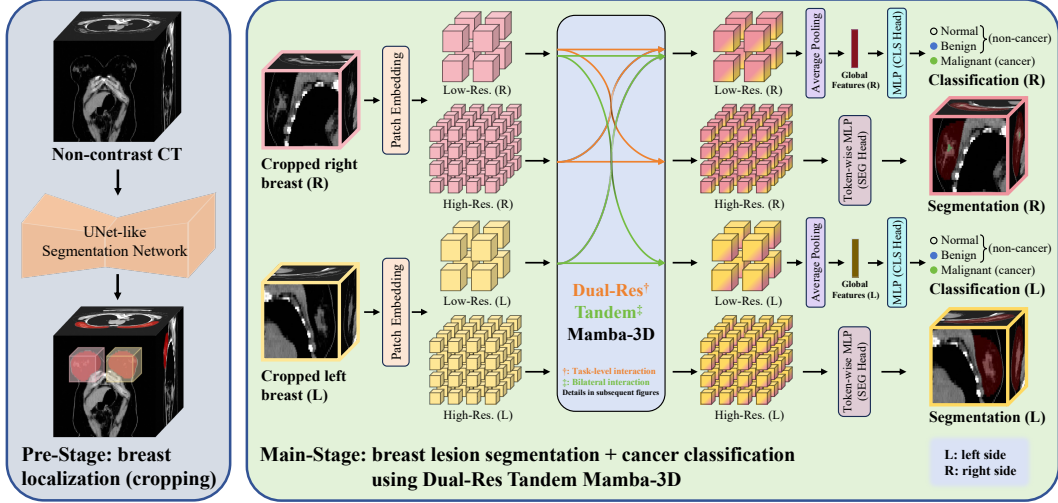 Non-contrast CT
UNet-like
Segmentation Network
Pre-Stage: breast
localization (cropping)
Cropped right
breast (R)
Patch Embedding
Low-Res. (R)
High-Res. (R)
Cropped left
breast (L)
Patch Embedding
Low-Res. (L)
High-Res. (L)
Dual-Res†
Tandem‡
Mamba-3D
†: Task-level interaction
‡: Bilateral interaction
Details in subsequent figures
Low-Res. (R)
Average Pooling
Global
Features (R)
MLP (CLS Head)
Normal
Benign
Malignant (cancer)
(non-cancer)
Classification (R)
High-Res. (R)
Token-wise MLP
(SEG Head)
Segmentation (R)
Low-Res. (L)
Average Pooling
Global
Features (L)
MLP (CLS Head)
Normal
Benign
Malignant (cancer)
(non-cancer)
Classification (L)
High-Res. (L)
Token-wise MLP
(SEG Head)
Segmentation (L)
Main-Stage: breast lesion segmentation + cancer classification
using Dual-Res Tandem Mamba-3D
L: left side
R: right side